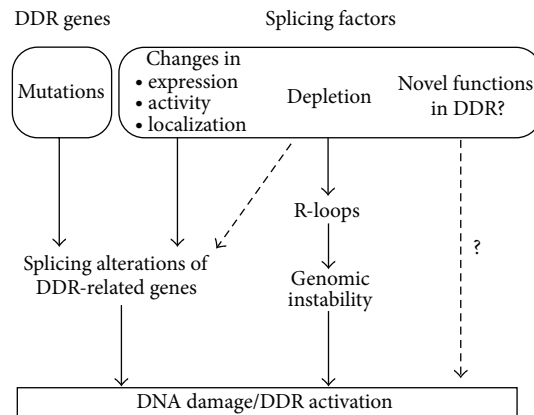 DDR genes
Splicing factors
Mutations
Changes in
• expression
• activity
• localization
Depletion
Novel functions
in DDR?
R-loops
?
Splicing alterations of
DDR-related genes
Genomic
instability
DNA damage/DDR activation